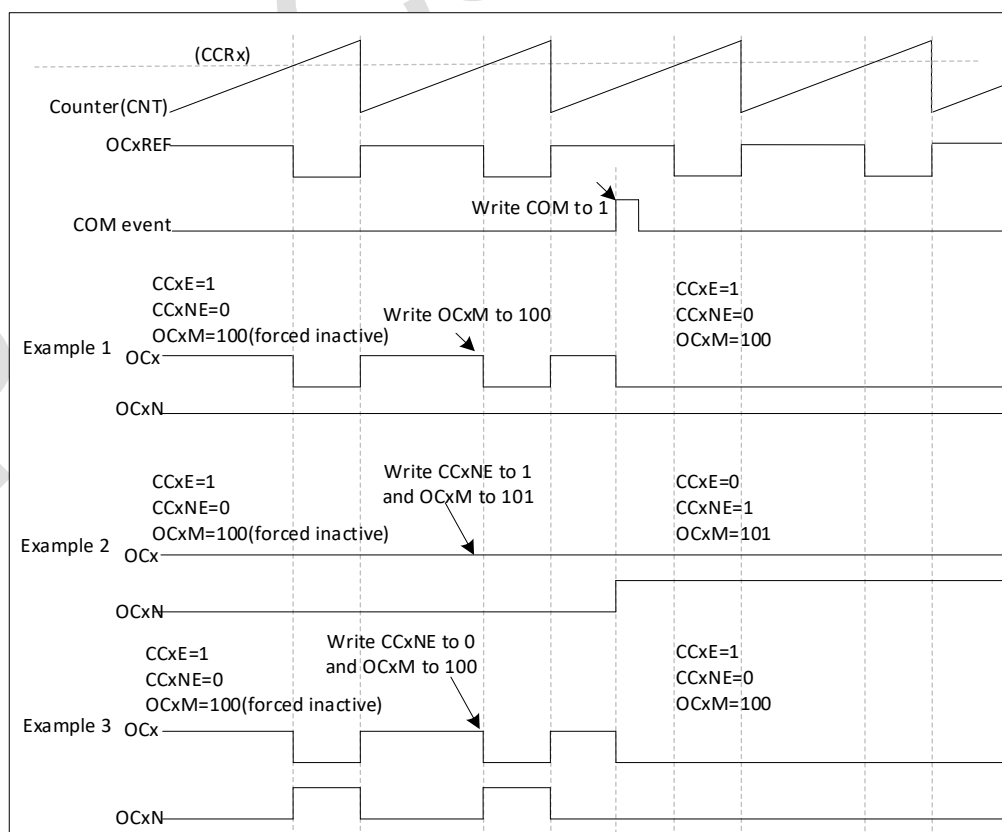 (CCRx)
Counter(CNT)
OCxREF
Write COM to 1
COM event
CCxE=1
CCxNE=0
OCxM=100(forced inactive)
Write OCxM to 100
CCxE=1
CCxNE=0
OCxM=100
Example 1
OCx
OCxN
CCxE=1
CCxNE=0
OCxM=100(forced inactive)
Write CCxNE to 1
and OCxM to 101
CCxE=0
CCxNE=1
OCxM=101
Example 2
OCx
OCxN
CCxE=1
CCxNE=0
OCxM=100(forced inactive)
Write CCxNE to 0
and OCxM to 100
CCxE=1
CCxNE=0
OCxM=100
Example 3
OCx
OCxN